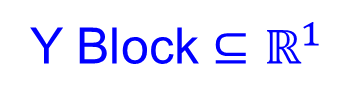 Y Block ⊆ ℝ¹